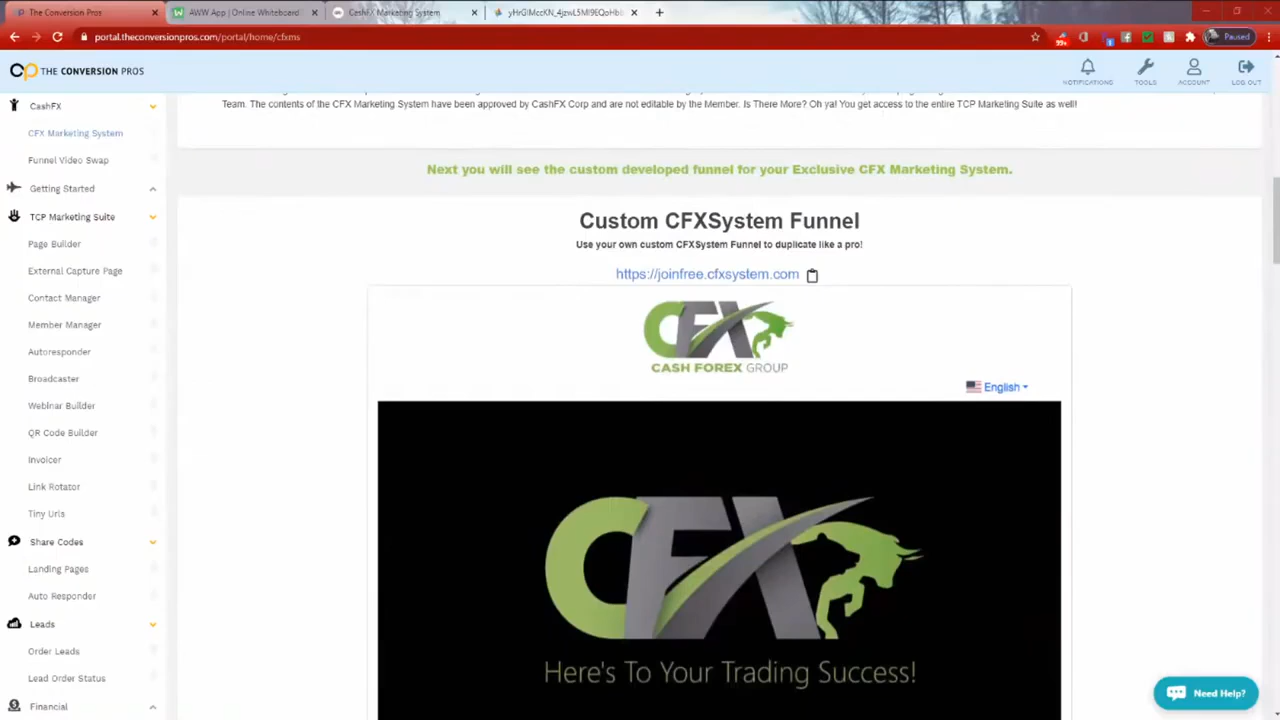 The Conversion Pros
AWW App | Online Whiteboard
CashFX Marketing System
portal.theconversionpros.com/portal/home/cfxms
99+
Paused
THE CONVERSION PROS
NOTIFICATIONS
TOOLS
ACCOUNT
LOG OUT
CashFX
CFX Marketing System
Funnel Video Swap
Getting Started
TCP Marketing Suite
Page Builder
External Capture Page
Contact Manager
Member Manager
Autoresponder
Broadcaster
Webinar Builder
QR Code Builder
Invoicer
Link Rotator
Tiny Urls
Share Codes
Landing Pages
Auto Responder
Leads
Order Leads
Lead Order Status
Financial
Team. The contents of the CFX Marketing System have been approved by CashFX Corp and are not editable by the Member. Is There More? Oh ya! You get access to the entire TCP Marketing Suite as well!
Next you will see the custom developed funnel for your Exclusive CFX Marketing System.
Custom CFXSystem Funnel
Use your own custom CFXSystem Funnel to duplicate like a pro!
https://joinfree.cfxsystem.com
CFX
CASH FOREX GROUP
English
CFX
Here's To Your Trading Success!
Need Help?